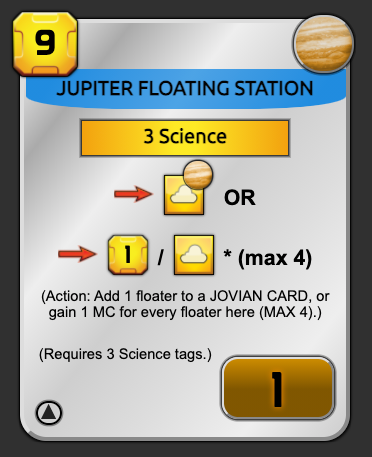 9
JUPITER FLOATING STATION
3 Science
OR
1 / * (max 4)
(Action: Add 1 floater to a JOVIAN CARD, or
gain 1 MC for every floater here (MAX 4).)
(Requires 3 Science tags.)
1